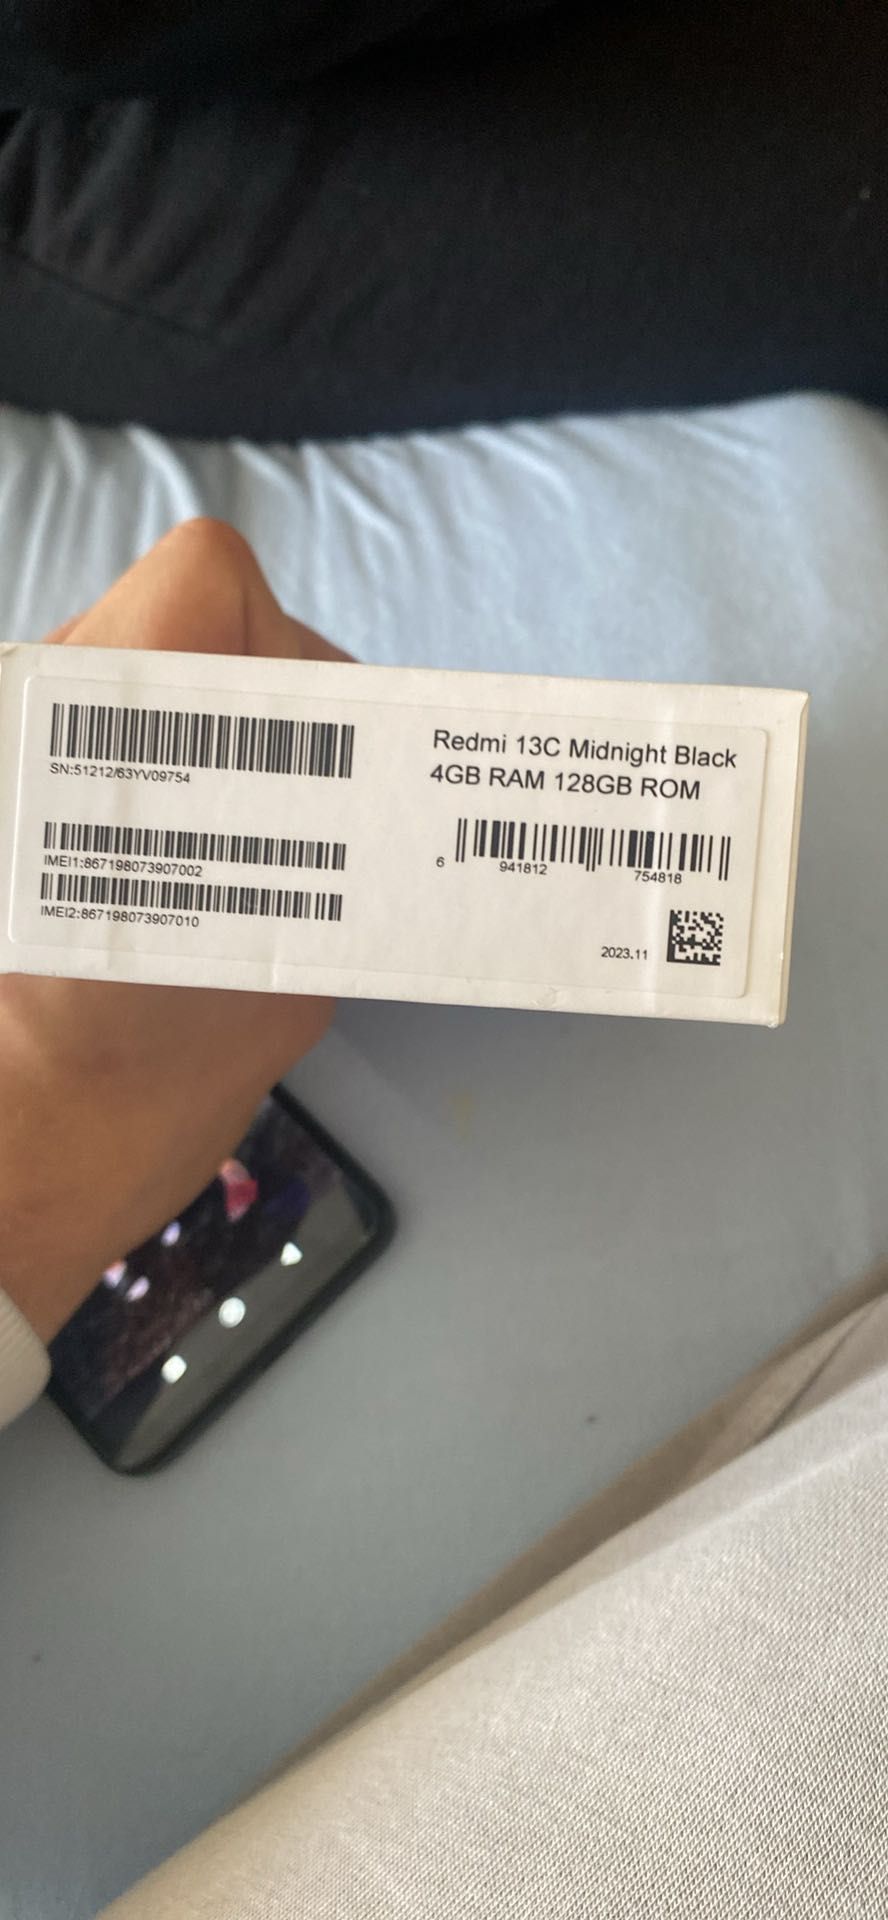 SN:51212/63YV09754
IMEI1:867198073907002
IMEI2:867198073907010
Redmi 13C Midnight Black
4GB RAM 128GB ROM
6 941812 754818
2023.11